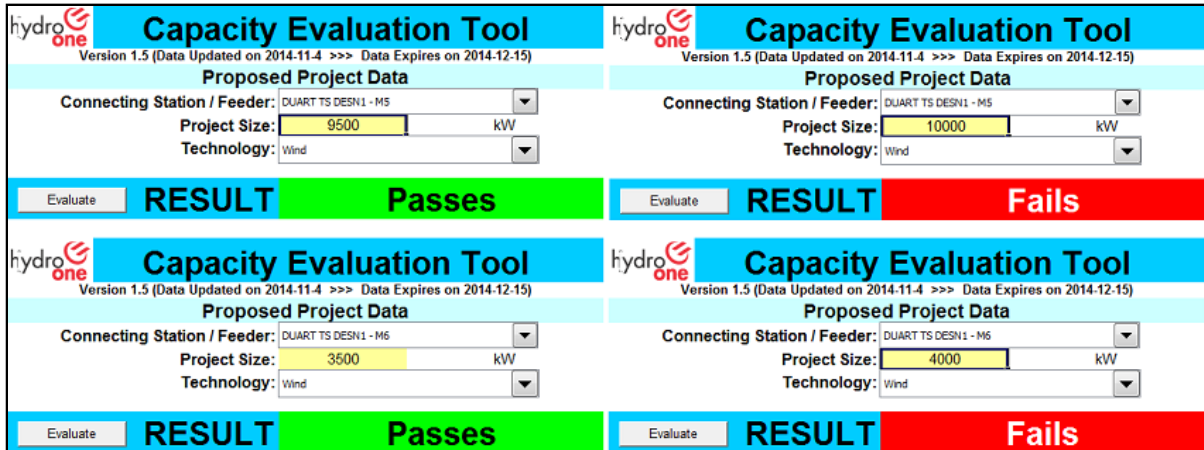 hydro one Capacity Evaluation Tool
Version 1.5 (Data Updated on 2014-11-4 >>> Data Expires on 2014-12-15)
Proposed Project Data
Connecting Station / Feeder: DUART TS DESN1 - M5
Project Size: 9500 kW
Technology: Wind
Evaluate RESULT Passes
hydro one Capacity Evaluation Tool
Version 1.5 (Data Updated on 2014-11-4 >>> Data Expires on 2014-12-15)
Proposed Project Data
Connecting Station / Feeder: DUART TS DESN1 - M5
Project Size: 10000 kW
Technology: Wind
Evaluate RESULT Fails
hydro one Capacity Evaluation Tool
Version 1.5 (Data Updated on 2014-11-4 >>> Data Expires on 2014-12-15)
Proposed Project Data
Connecting Station / Feeder: DUART TS DESN1 - M6
Project Size: 3500 kW
Technology: Wind
Evaluate RESULT Passes
hydro one Capacity Evaluation Tool
Version 1.5 (Data Updated on 2014-11-4 >>> Data Expires on 2014-12-15)
Proposed Project Data
Connecting Station / Feeder: DUART TS DESN1 - M6
Project Size: 4000 kW
Technology: Wind
Evaluate RESULT Fails